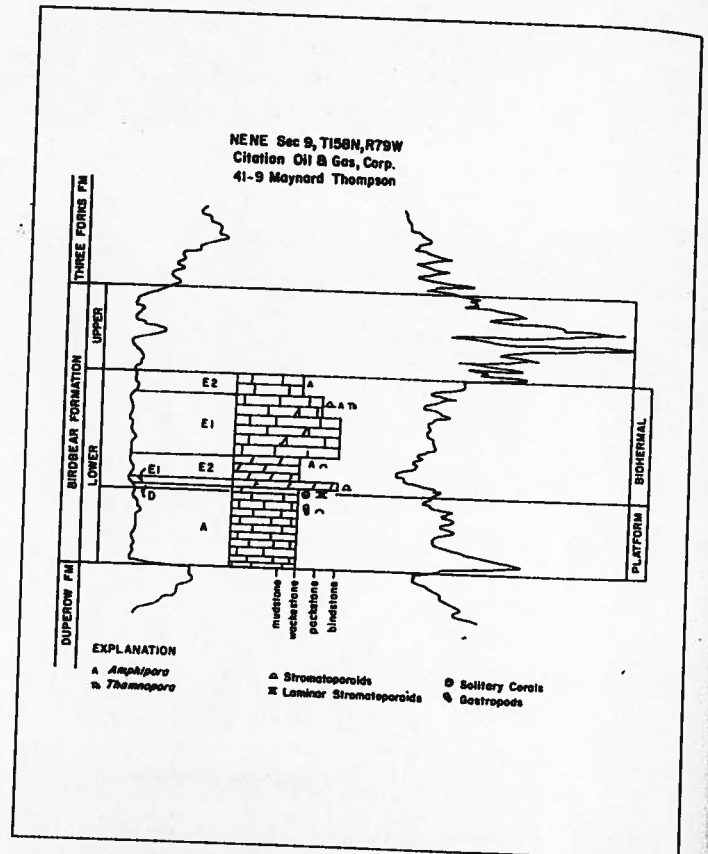 NENE Sec 9, T158N, R79W
Citation Oil & Gas, Corp.
41-9 Maynard Thompson
THREE FORKS FM
BIRDBEAR FORMATION
UPPER
LOWER
DUPEROW FM
E2
E1
E2
E1
D
A
A
A Th
A
mudstone
wackestone
packstone
bindstone
BIOHERMAL
PLATFORM
EXPLANATION
A Amphipora
Th Thamnopora
Stromatoporoids
Laminar Stromatoporoids
Solitary Corals
Gastropods